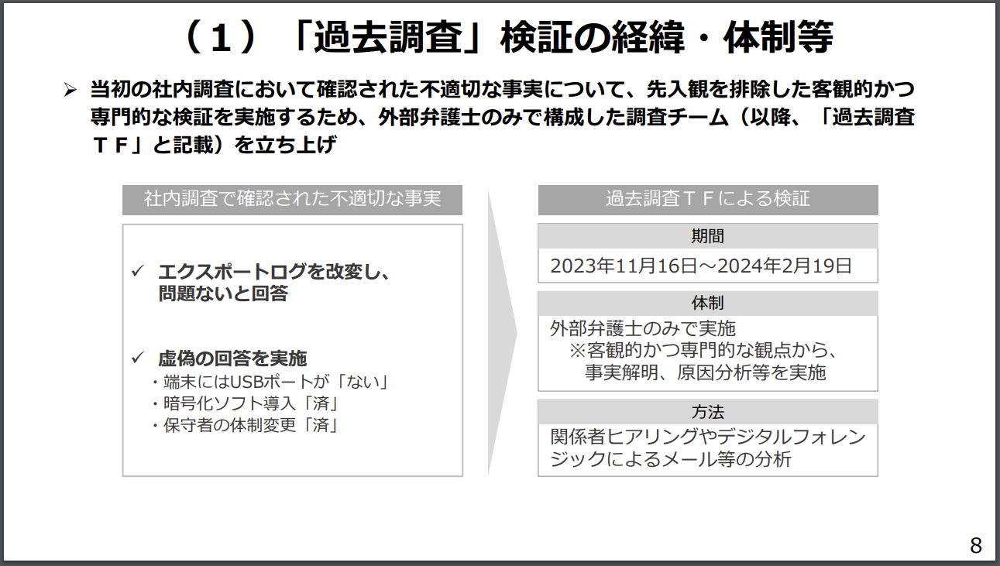 （１）「過去調査」検証の経緯・体制等
➢ 当初の社内調査において確認された不適切な事実について、先入観を排除した客観的かつ
専門的な検証を実施するため、外部弁護士のみで構成した調査チーム（以降、「過去調査
ＴＦ」と記載）を立ち上げ
社内調査で確認された不適切な事実
✓ エクスポートログを改変し、
問題ないと回答
✓ 虚偽の回答を実施
・端末にはUSBポートが「ない」
・暗号化ソフト導入「済」
・保守者の体制変更「済」
過去調査ＴＦによる検証
期間
2023年11月16日～2024年2月19日
体制
外部弁護士のみで実施
※客観的かつ専門的な観点から、
事実解明、原因分析等を実施
方法
関係者ヒアリングやデジタルフォレン
ジックによるメール等の分析
8